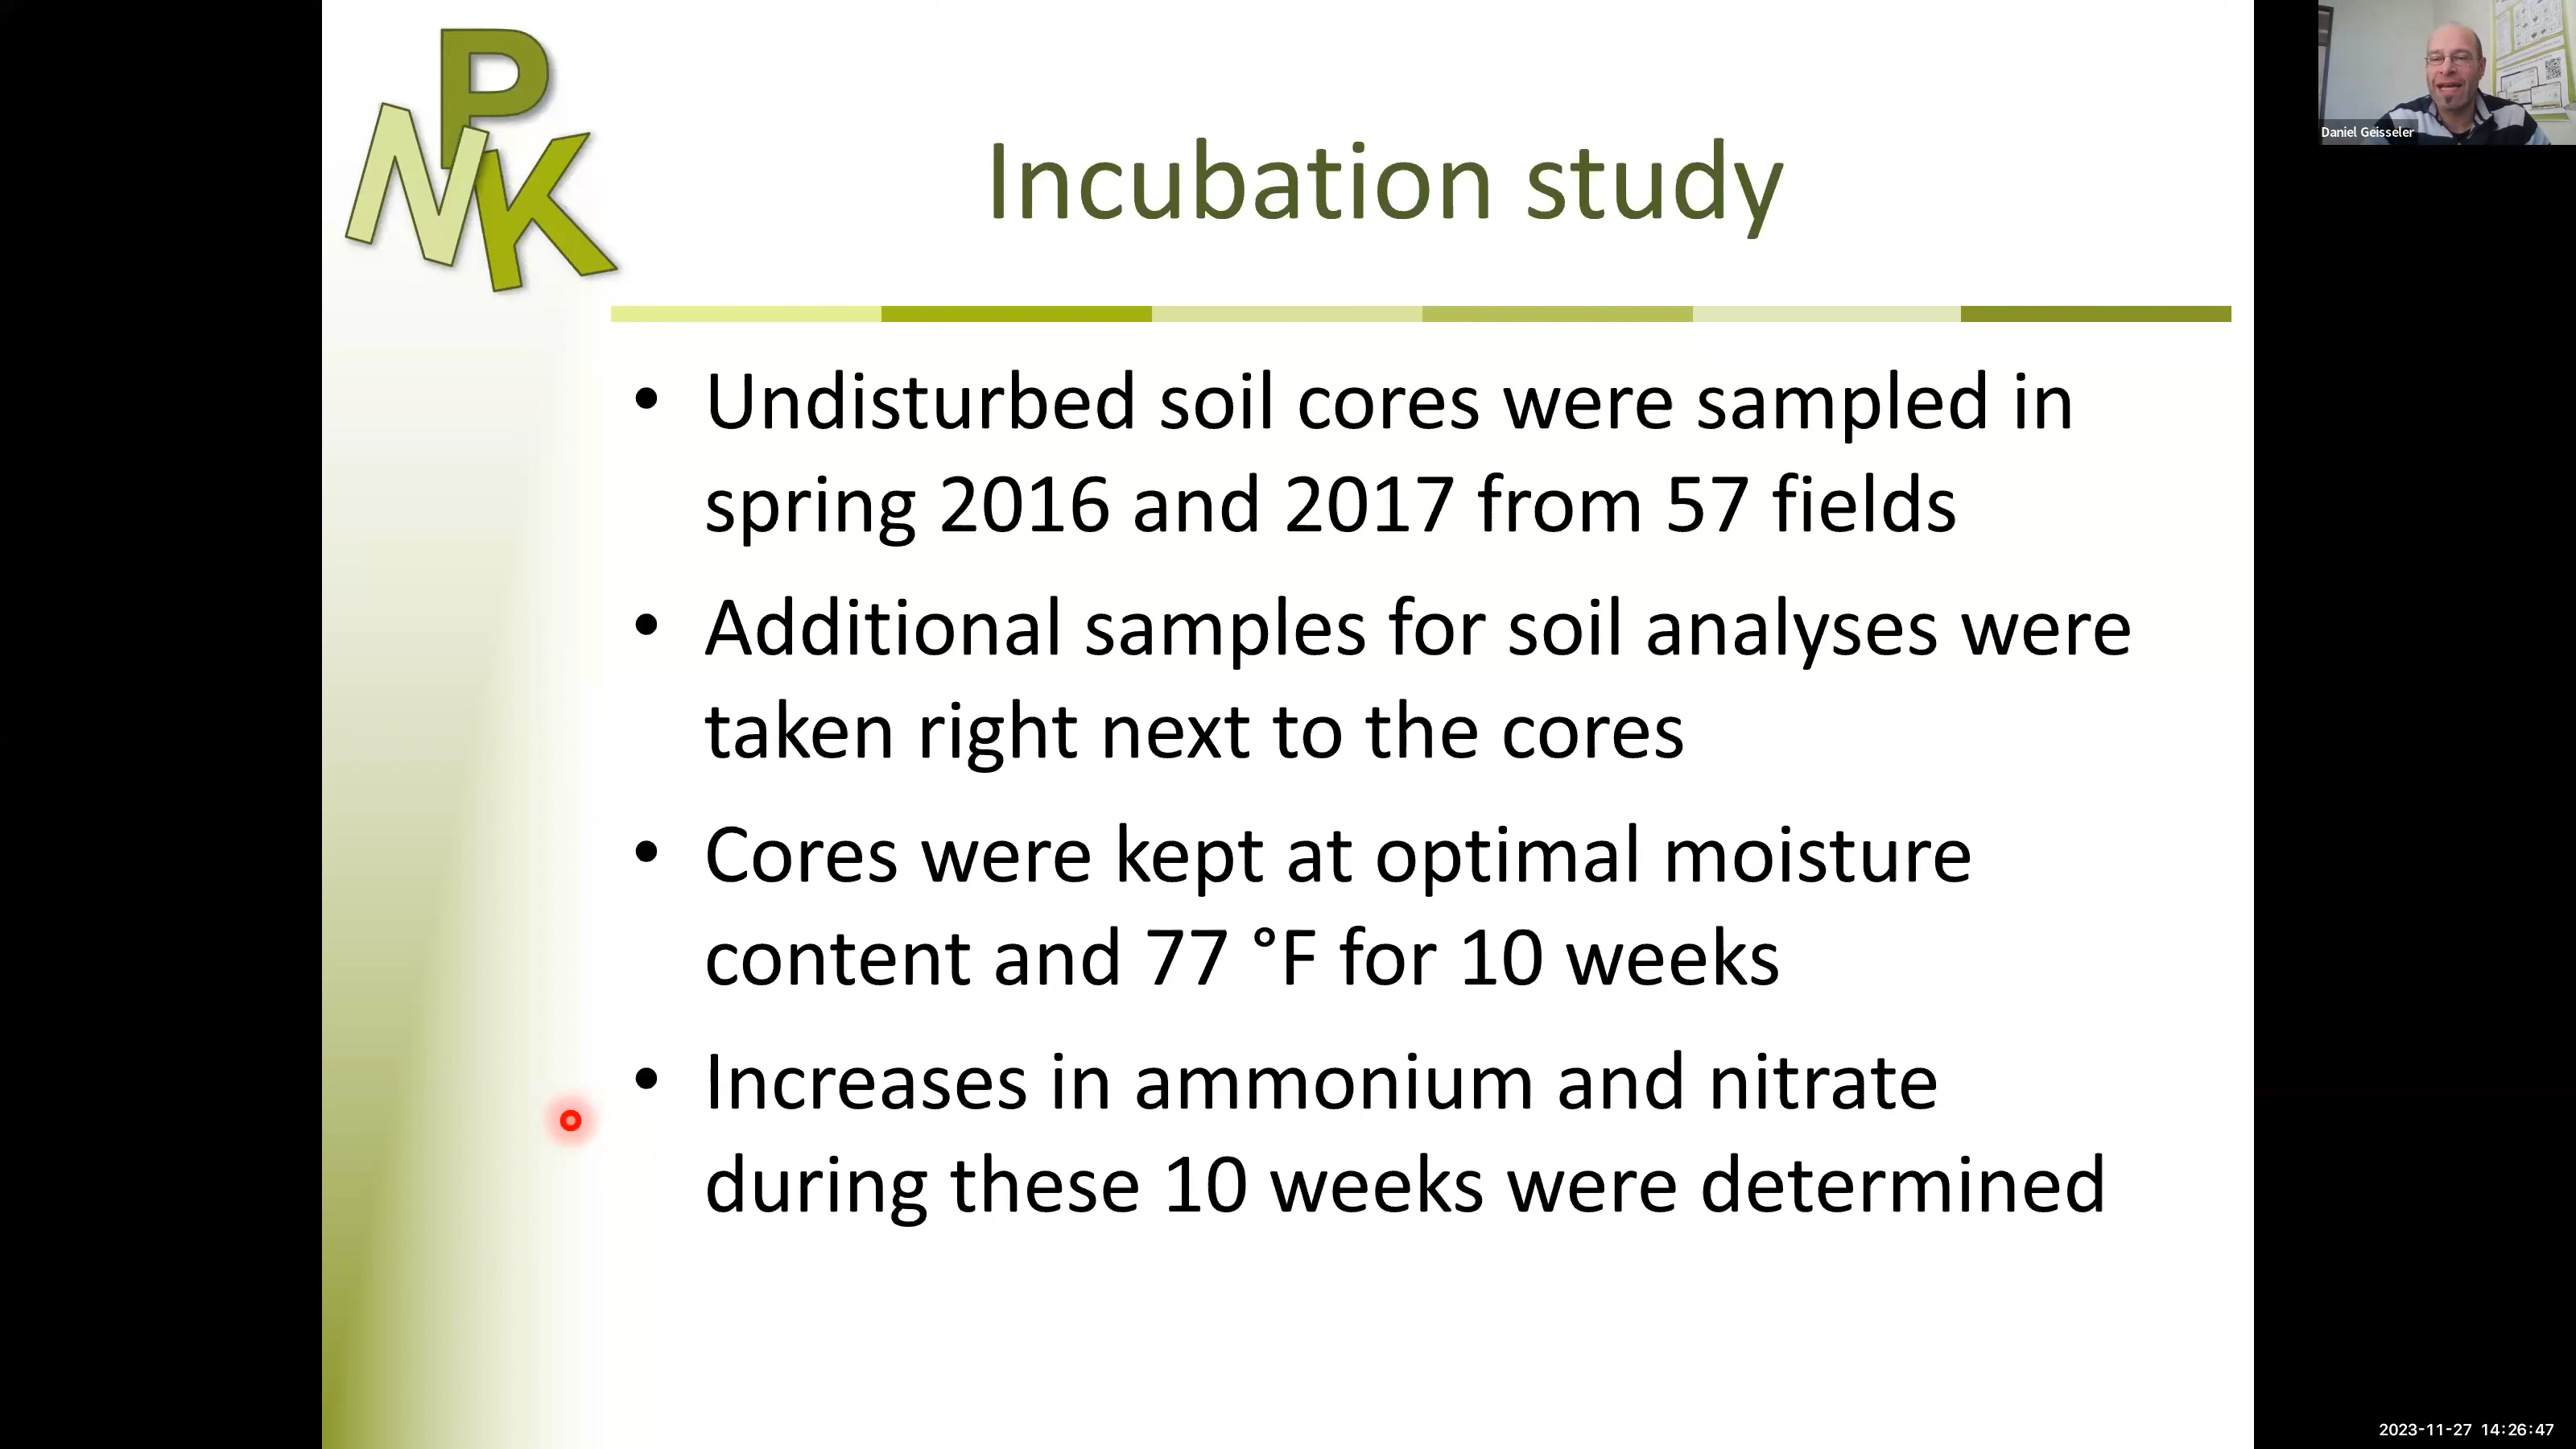 NPK
Daniel Geisseler
Incubation study
• Undisturbed soil cores were sampled in
spring 2016 and 2017 from 57 fields
• Additional samples for soil analyses were
taken right next to the cores
• Cores were kept at optimal moisture
content and 77 °F for 10 weeks
• Increases in ammonium and nitrate
during these 10 weeks were determined
2023-11-27 14:26:47